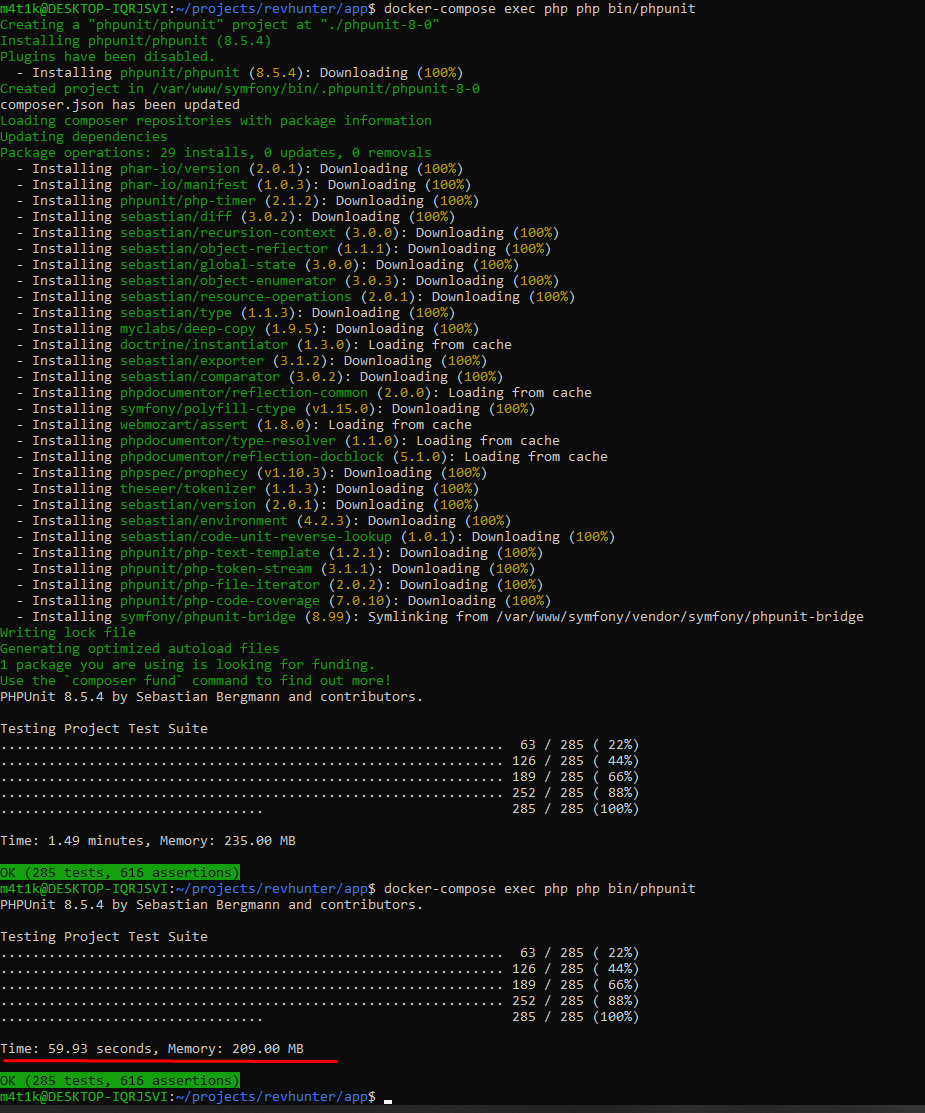 m4t1k@DESKTOP-IQRJSVI:~/projects/revhunter/app$ docker-compose exec php php bin/phpunit
Creating a "phpunit/phpunit" project at "./phpunit-8-0"
Installing phpunit/phpunit (8.5.4)
Plugins have been disabled.
  - Installing phpunit/phpunit (8.5.4): Downloading (100%)
Created project in /var/www/symfony/bin/.phpunit/phpunit-8-0
composer.json has been updated
Loading composer repositories with package information
Updating dependencies
Package operations: 29 installs, 0 updates, 0 removals
  - Installing phar-io/version (2.0.1): Downloading (100%)
  - Installing phar-io/manifest (1.0.3): Downloading (100%)
  - Installing phpunit/php-timer (2.1.2): Downloading (100%)
  - Installing sebastian/diff (3.0.2): Downloading (100%)
  - Installing sebastian/recursion-context (3.0.0): Downloading (100%)
  - Installing sebastian/object-reflector (1.1.1): Downloading (100%)
  - Installing sebastian/global-state (3.0.0): Downloading (100%)
  - Installing sebastian/object-enumerator (3.0.3): Downloading (100%)
  - Installing sebastian/resource-operations (2.0.1): Downloading (100%)
  - Installing sebastian/type (1.1.3): Downloading (100%)
  - Installing myclabs/deep-copy (1.9.5): Downloading (100%)
  - Installing doctrine/instantiator (1.3.0): Loading from cache
  - Installing sebastian/exporter (3.1.2): Downloading (100%)
  - Installing sebastian/comparator (3.0.2): Downloading (100%)
  - Installing phpdocumentor/reflection-common (2.0.0): Loading from cache
  - Installing symfony/polyfill-ctype (v1.15.0): Downloading (100%)
  - Installing webmozart/assert (1.8.0): Loading from cache
  - Installing phpdocumentor/type-resolver (1.1.0): Loading from cache
  - Installing phpdocumentor/reflection-docblock (5.1.0): Loading from cache
  - Installing phpspec/prophecy (v1.10.3): Downloading (100%)
  - Installing theseer/tokenizer (1.1.3): Downloading (100%)
  - Installing sebastian/version (2.0.1): Downloading (100%)
  - Installing sebastian/environment (4.2.3): Downloading (100%)
  - Installing sebastian/code-unit-reverse-lookup (1.0.1): Downloading (100%)
  - Installing phpunit/php-text-template (1.2.1): Downloading (100%)
  - Installing phpunit/php-token-stream (3.1.1): Downloading (100%)
  - Installing phpunit/php-file-iterator (2.0.2): Downloading (100%)
  - Installing phpunit/php-code-coverage (7.0.10): Downloading (100%)
  - Installing symfony/phpunit-bridge (8.99): Symlinking from /var/www/symfony/vendor/symfony/phpunit-bridge
Writing lock file
Generating optimized autoload files
1 package you are using is looking for funding.
Use the `composer fund` command to find out more!
PHPUnit 8.5.4 by Sebastian Bergmann and contributors.

Testing Project Test Suite
...............................................................  63 / 285 ( 22%)
............................................................... 126 / 285 ( 44%)
............................................................... 189 / 285 ( 66%)
............................................................... 252 / 285 ( 88%)
.................................                               285 / 285 (100%)

Time: 1.49 minutes, Memory: 235.00 MB

OK (285 tests, 616 assertions)
m4t1k@DESKTOP-IQRJSVI:~/projects/revhunter/app$ docker-compose exec php php bin/phpunit
PHPUnit 8.5.4 by Sebastian Bergmann and contributors.

Testing Project Test Suite
...............................................................  63 / 285 ( 22%)
............................................................... 126 / 285 ( 44%)
............................................................... 189 / 285 ( 66%)
............................................................... 252 / 285 ( 88%)
.................................                               285 / 285 (100%)

Time: 59.93 seconds, Memory: 209.00 MB

OK (285 tests, 616 assertions)
m4t1k@DESKTOP-IQRJSVI:~/projects/revhunter/app$